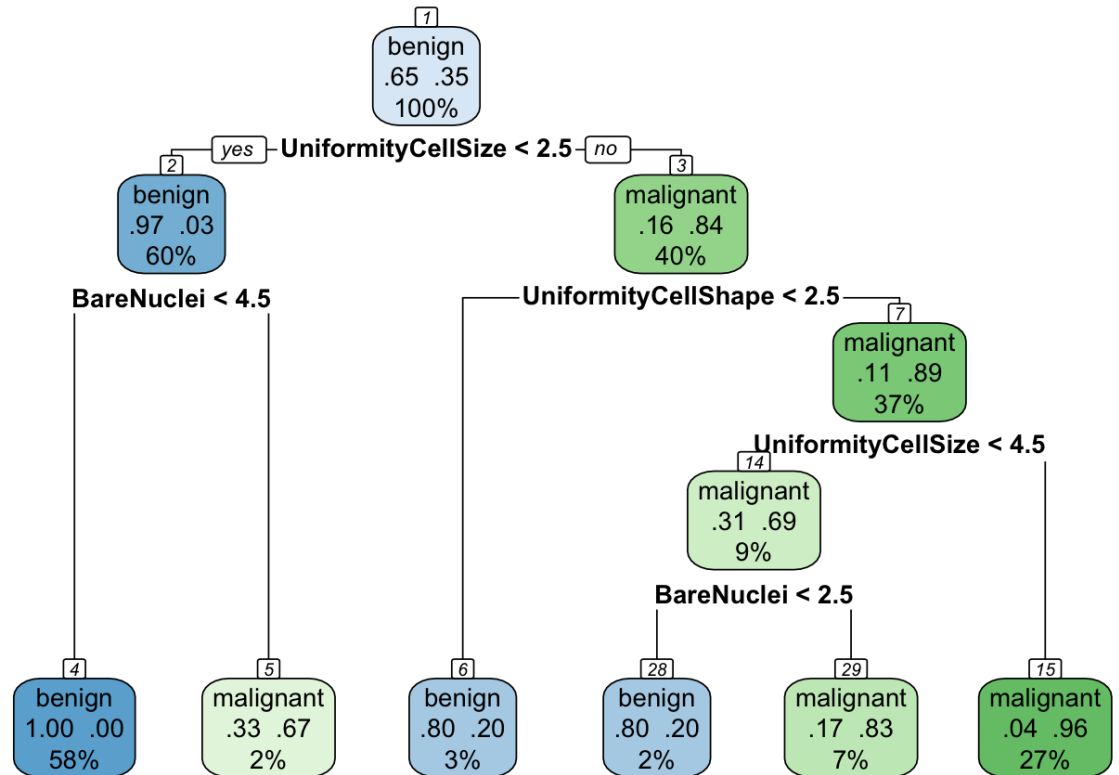 1
benign
.65 .35
100%
yes UniformityCellSize < 2.5 no
2
benign
.97 .03
60%
3
malignant
.16 .84
40%
BareNuclei < 4.5
UniformityCellShape < 2.5
7
malignant
.11 .89
37%
UniformityCellSize < 4.5
14
malignant
.31 .69
9%
BareNuclei < 2.5
4
benign
1.00 .00
58%
5
malignant
.33 .67
2%
6
benign
.80 .20
3%
28
benign
.80 .20
2%
29
malignant
.17 .83
7%
15
malignant
.04 .96
27%